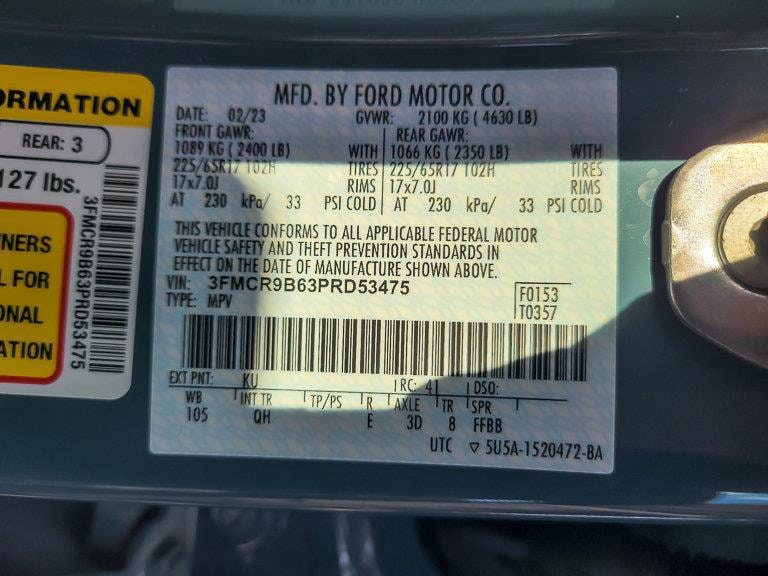 ORMATION
REAR: 3
127 lbs.
WNERS
L FOR
ONAL
ATION
3FMCR9B63PRD53475
MFD. BY FORD MOTOR CO.
DATE: 02/23 GVWR: 2100 KG ( 4630 LB)
FRONT GAWR: REAR GAWR:
1089 KG ( 2400 LB) WITH 1066 KG ( 2350 LB) WITH
225/65R17 102H TIRES 225/65R17 102H TIRES
17x7.0J RIMS 17x7.0J RIMS
AT 230 kPa/ 33 PSI COLD AT 230 kPa/ 33 PSI COLD
THIS VEHICLE CONFORMS TO ALL APPLICABLE FEDERAL MOTOR
VEHICLE SAFETY AND THEFT PREVENTION STANDARDS IN
EFFECT ON THE DATE OF MANUFACTURE SHOWN ABOVE.
VIN: 3FMCR9B63PRD53475
TYPE: MPV
F0153
T0357
EXT PNT: KU RC: 41 DSO:
WB INT TR TP/PS R AXLE TR SPR
105 QH E 3D 8 FFBB
UTC ▽ 5U5A-1520472-BA